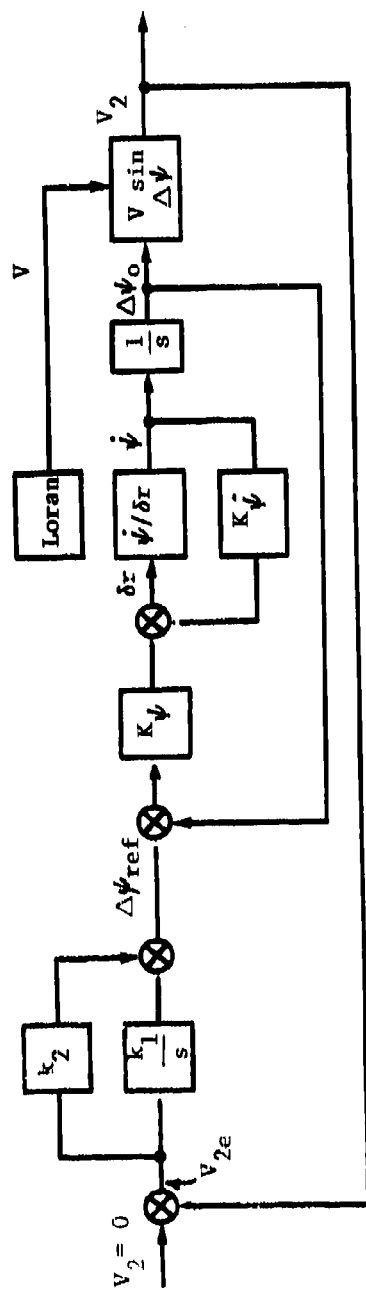 V₂ = 0
V₂ₑ
k₂
k₁/s
Δψ_ref
K_ψ
δr
ψ̇/δr
K_ψ̇
ψ̇
1/s
Δψ₀
Loran
V
V sin
Δψ
V₂